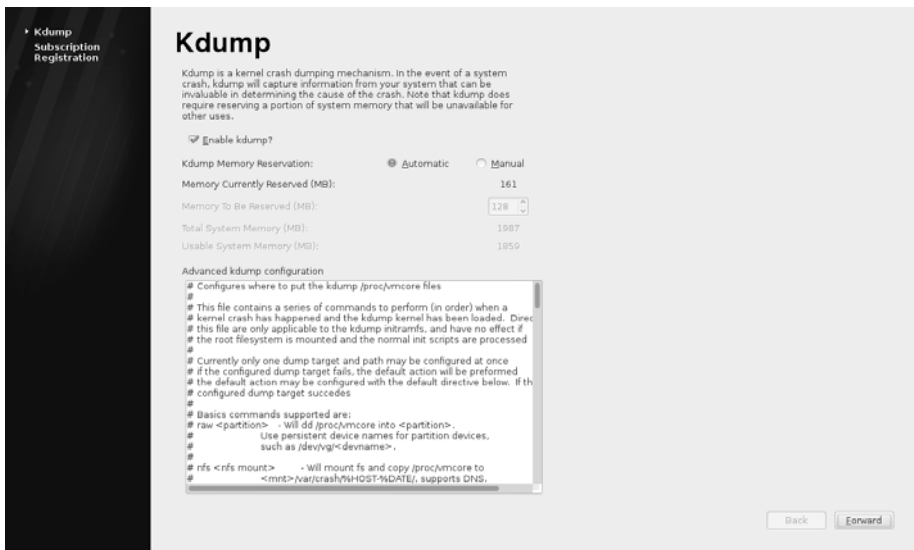 Kdump
Subscription
Registration
Kdump
Kdump is a kernel crash dumping mechanism. In the event of a system
crash, kdump will capture information from your system that can be
invaluable in determining the cause of the crash. Note that kdump does
require reserving a portion of system memory that will be unavailable for
other uses.
Enable kdump?
Kdump Memory Reservation: Automatic Manual
Memory Currently Reserved (MB): 161
Memory To Be Reserved (MB): 128
Total System Memory (MB): 1987
Usable System Memory (MB): 1859
Advanced kdump configuration
# Configures where to put the kdump /proc/vmcore files
#
# This file contains a series of commands to perform (in order) when a
# kernel crash has happened and the kdump kernel has been loaded. Direc
# this file are only applicable to the kdump initramfs, and have no effect if
# the root filesystem is mounted and the normal init scripts are processed
#
# Currently only one dump target and path may be configured at once
# if the configured dump target fails, the default action will be preformed
# the default action may be configured with the default directive below. If th
# configured dump target succedes
#
# Basics commands supported are:
# raw <partition> - Will dd /proc/vmcore into <partition>.
# Use persistent device names for partition devices,
# such as /dev/vg/<devname>.
#
# nfs <nfs mount> - Will mount fs and copy /proc/vmcore to
# <mnt>/var/crash/%HOST-%DATE/, supports DNS.
Back Forward